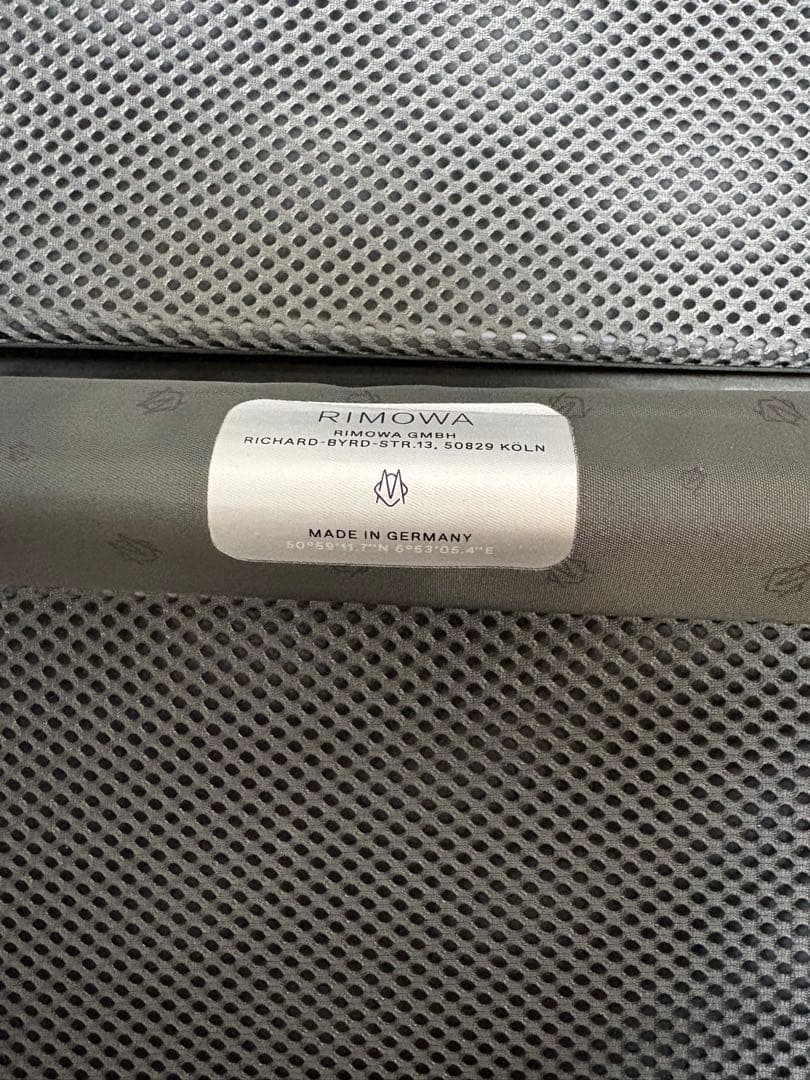 RIMOWA
RIMOWA GMBH
RICHARD-BYRD-STR.13, 50829 KÖLN
MADE IN GERMANY
50°59'11.7"N 6°53'05.4"E